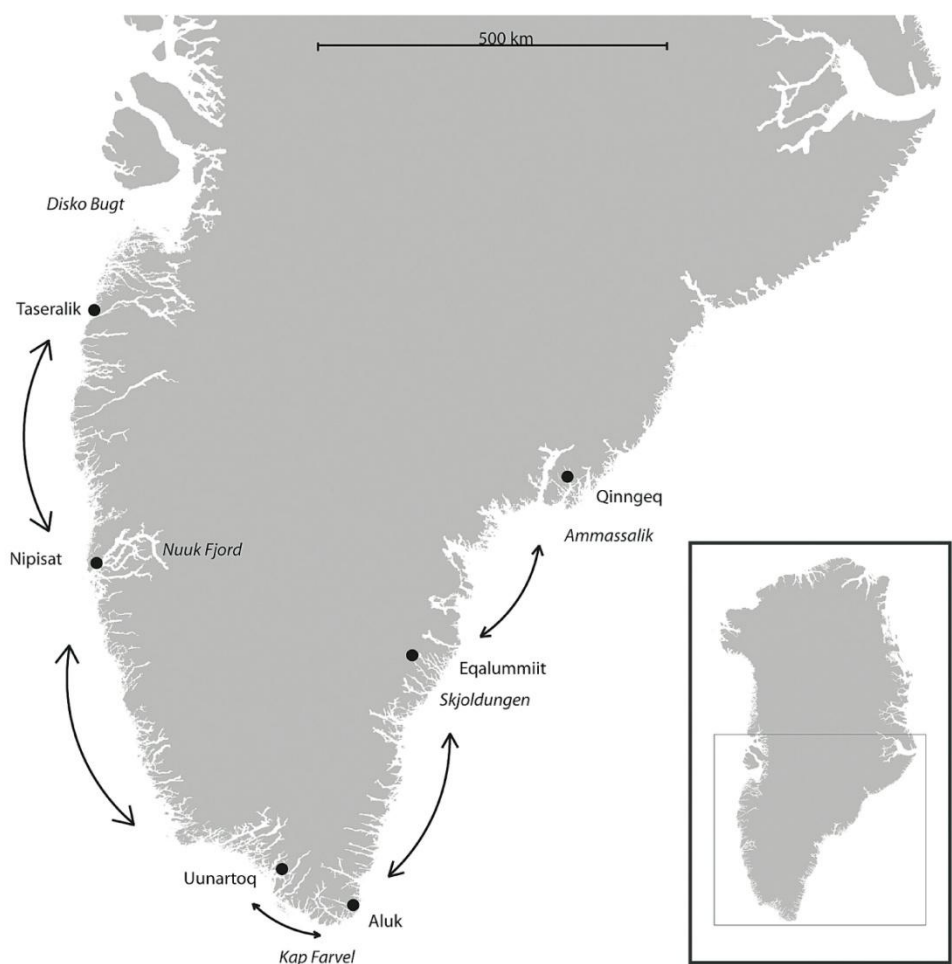 500 km
Disko Bugt
Taseralik
Qinngeq
Ammassalik
Nipisat
Nuuk Fjord
Eqalummiit
Skjoldungen
Uunartoq
Aluk
Kap Farvel